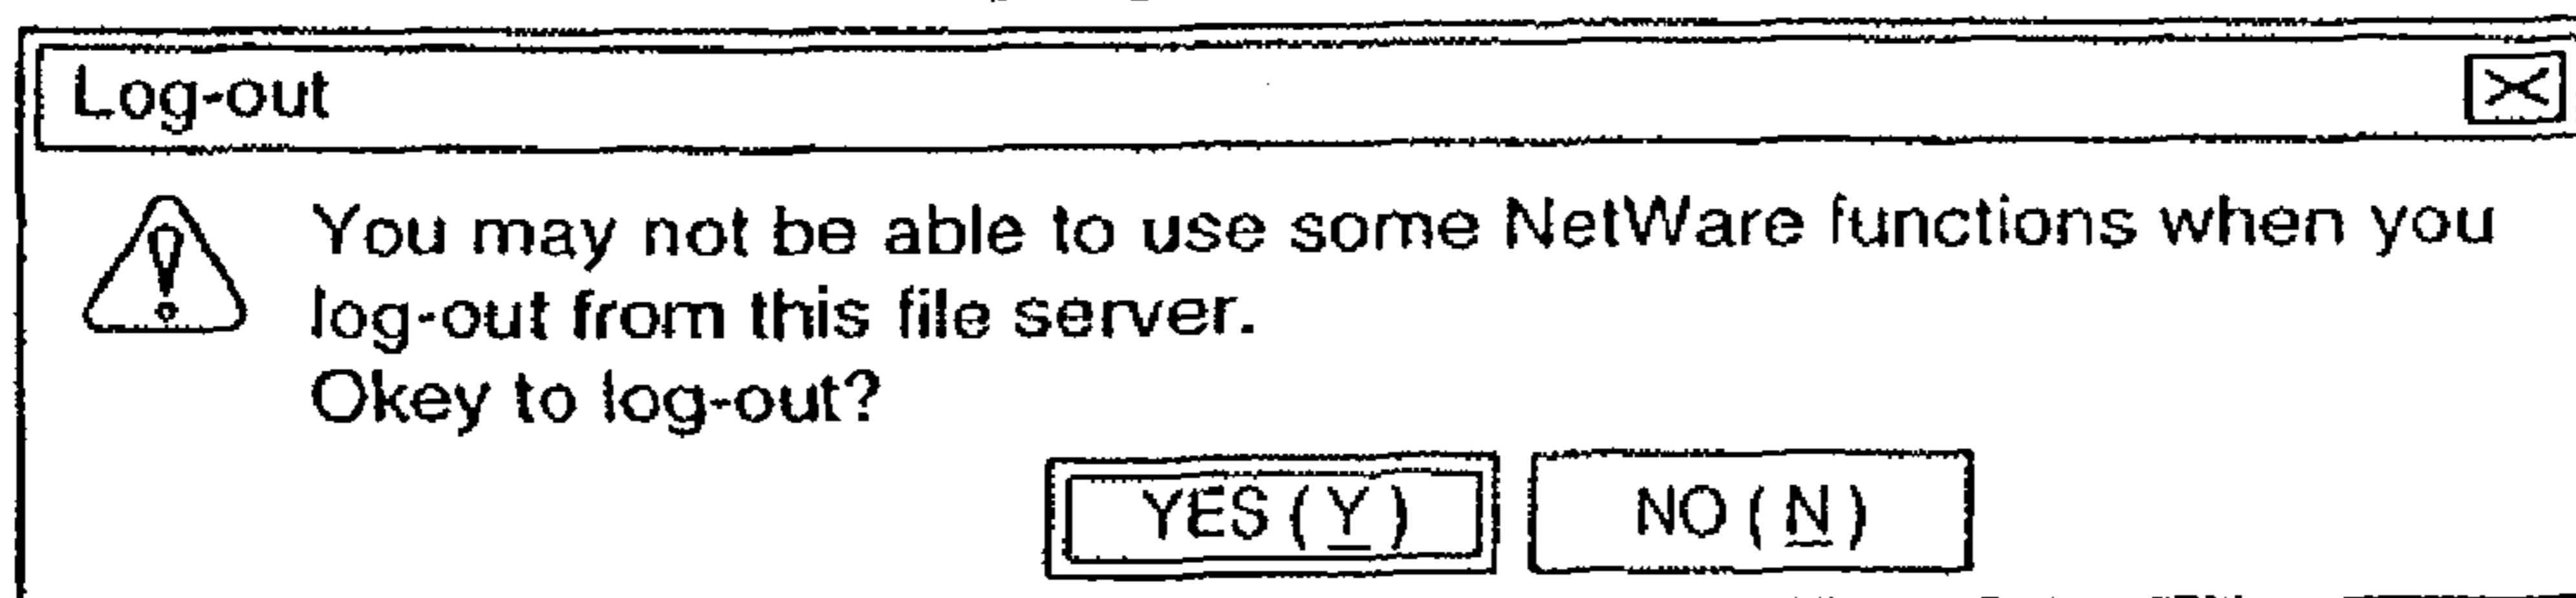 Log-out
You may not be able to use some NetWare functions when you
log-out from this file server.
Okey to log-out?
YES ( Y ) NO ( N )